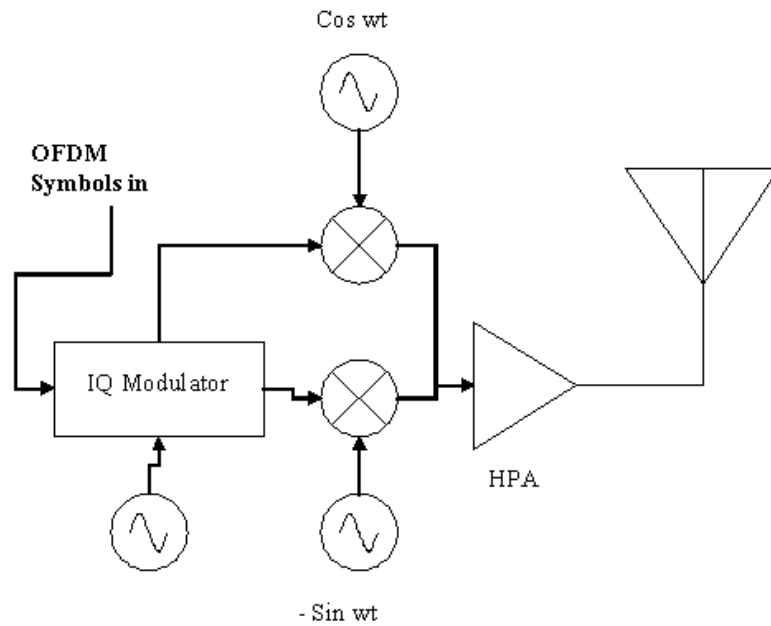 Cos wt
OFDM
Symbols in
IQ Modulator
HPA
- Sin wt